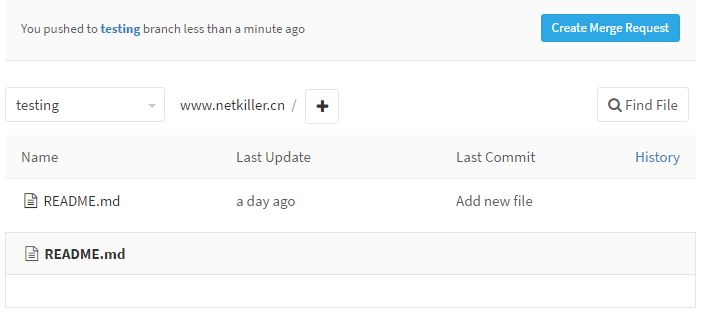 You pushed to testing branch less than a minute ago Create Merge Request
testing www.netkiller.cn / + Find File
Name Last Update Last Commit History
README.md a day ago Add new file
README.md